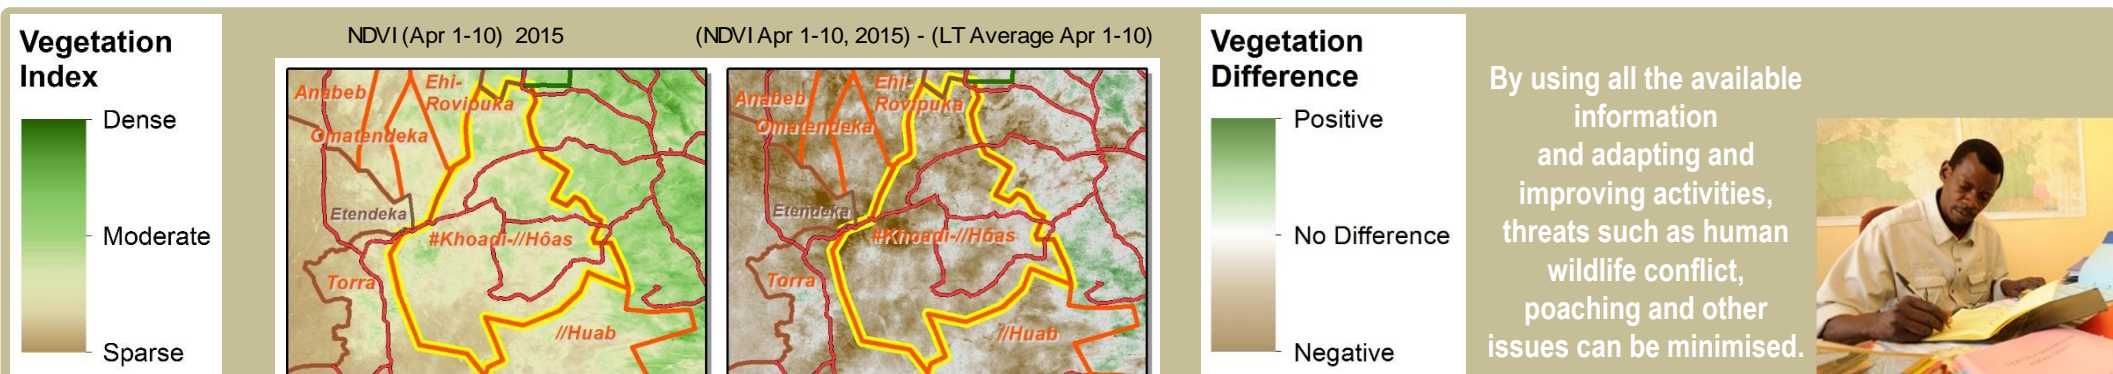 Vegetation
Index
Dense
Moderate
Sparse
NDVI (Apr 1-10) 2015
Anabeb
Ehi-
Rovipuka
Omatendeka
Etendeka
#Khoadi-//Hôas
Torra
//Huab
(NDVI Apr 1-10, 2015) - (LT Average Apr 1-10)
Anabeb
Ehi-
Rovipuka
Omatendeka
Etendeka
#Khoadi-//Hôas
Torra
//Huab
Vegetation
Difference
Positive
No Difference
Negative
By using all the available
information
and adapting and
improving activities,
threats such as human
wildlife conflict,
poaching and other
issues can be minimised.